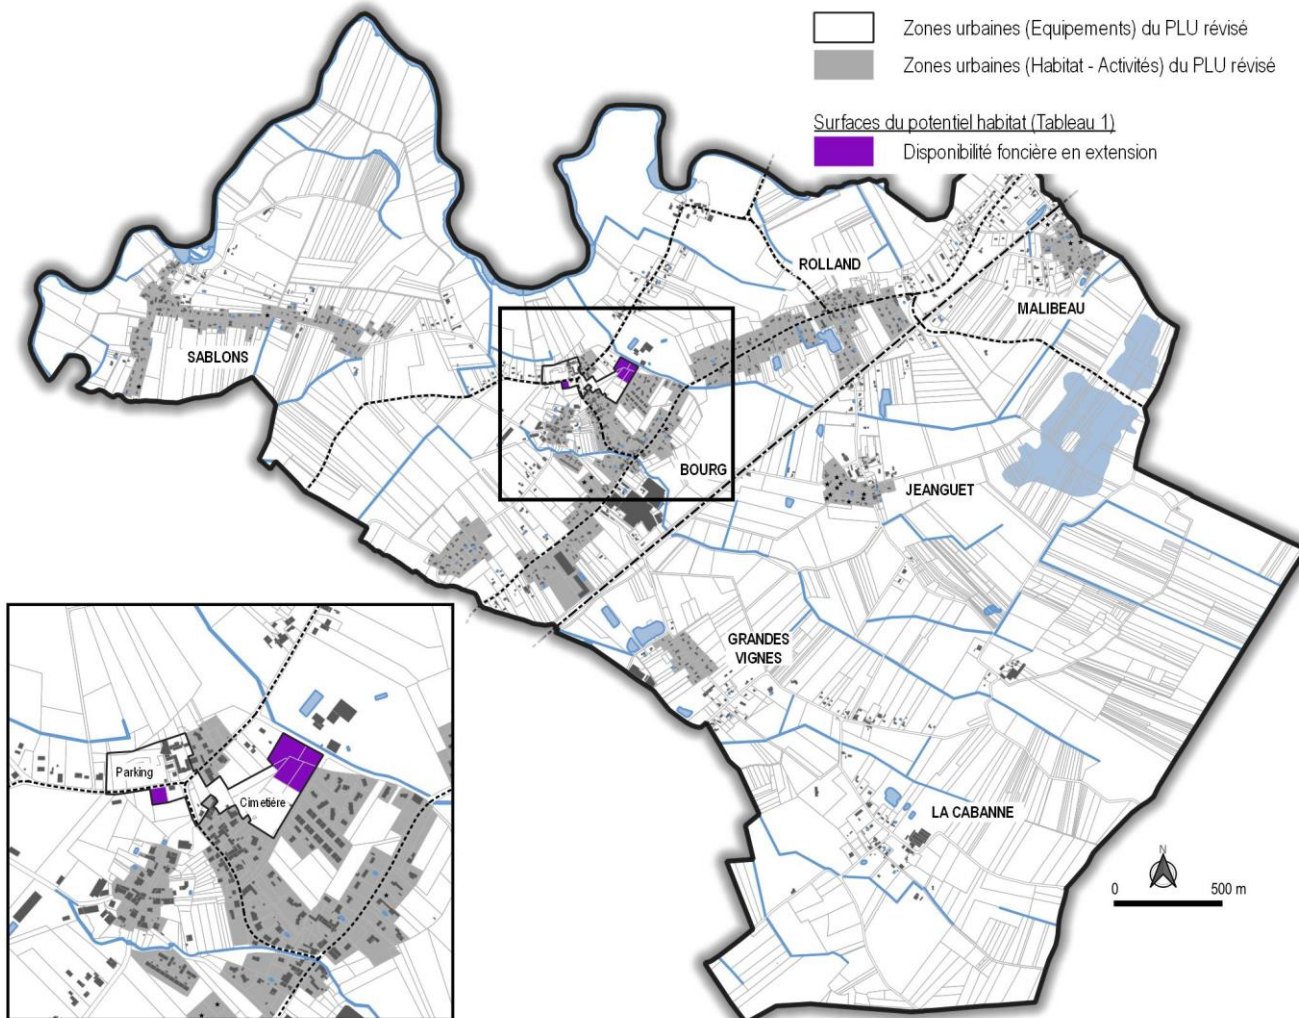 Zones urbaines (Equipements) du PLU révisé
Zones urbaines (Habitat - Activités) du PLU révisé
Surfaces du potentiel habitat (Tableau 1)
Disponibilité foncière en extension
ROLLAND
MALIBEAU
SABLONS
BOURG
JEANGUET
GRANDES
VIGNES
LA CABANNE
Parking
Cimetière
N
0 500 m